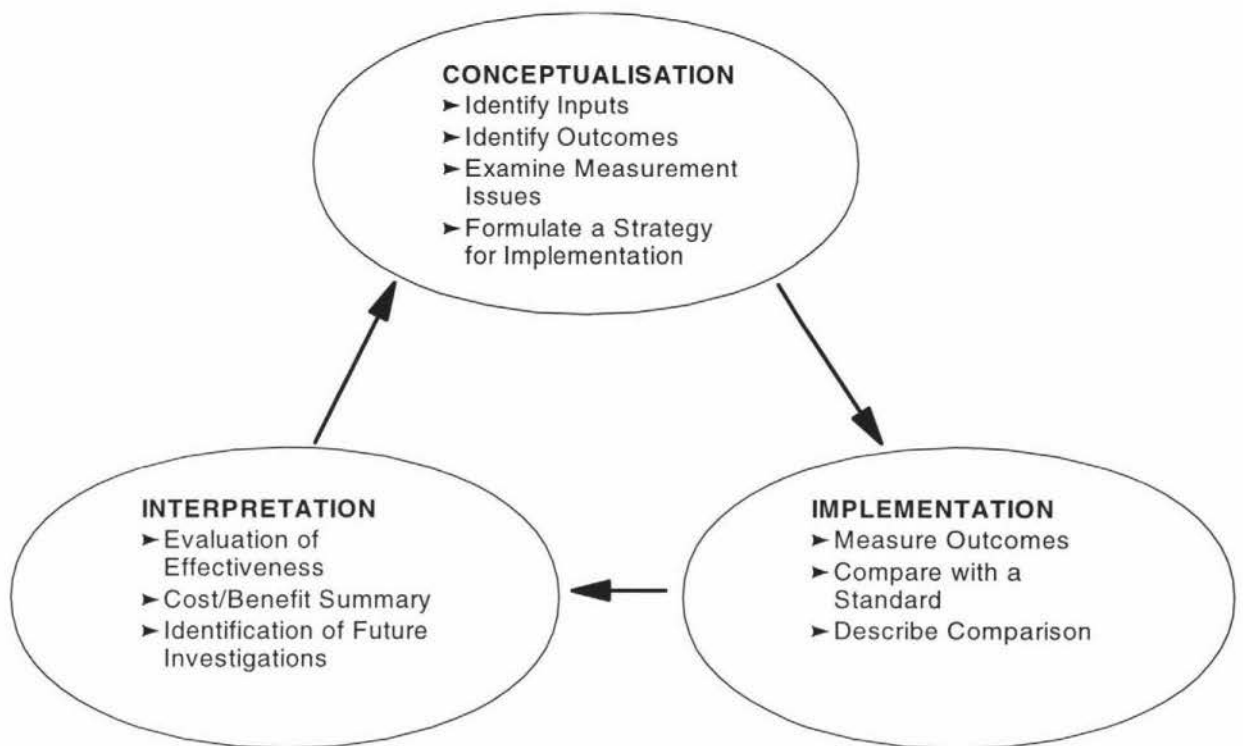 CONCEPTUALISATION
➤ Identify Inputs
➤ Identify Outcomes
➤ Examine Measurement
Issues
➤ Formulate a Strategy
for Implementation
IMPLEMENTATION
➤ Measure Outcomes
➤ Compare with a
Standard
➤ Describe Comparison
INTERPRETATION
➤ Evaluation of
Effectiveness
➤ Cost/Benefit Summary
➤ Identification of Future
Investigations